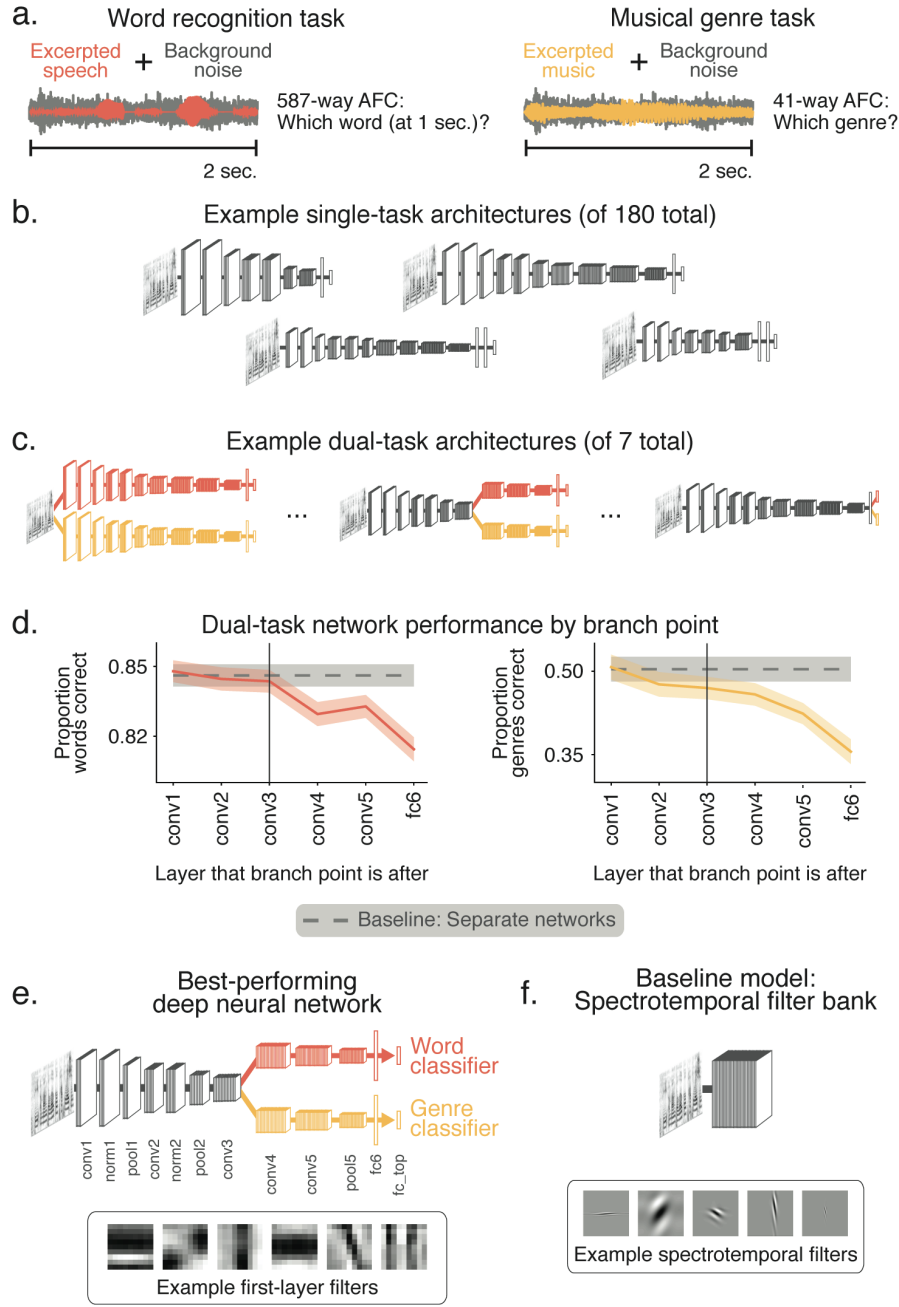 a.
Word recognition task
Excerpted speech + Background noise
587-way AFC:
Which word (at 1 sec.)?
2 sec.
Musical genre task
Excerpted music + Background noise
41-way AFC:
Which genre?
2 sec.
b.
Example single-task architectures (of 180 total)
c.
Example dual-task architectures (of 7 total)
...
...
d.
Dual-task network performance by branch point
Proportion
words correct
0.85
0.82
conv1
conv2
conv3
conv4
conv5
fc6
Layer that branch point is after
Proportion
genres correct
0.50
0.35
conv1
conv2
conv3
conv4
conv5
fc6
Layer that branch point is after
Baseline: Separate networks
e.
Best-performing
deep neural network
Word
classifier
Genre
classifier
conv1
norm1
pool1
conv2
norm2
pool2
conv3
conv4
conv5
pool5
fc6
fc_top
Example first-layer filters
f.
Baseline model:
Spectrotemporal filter bank
Example spectrotemporal filters